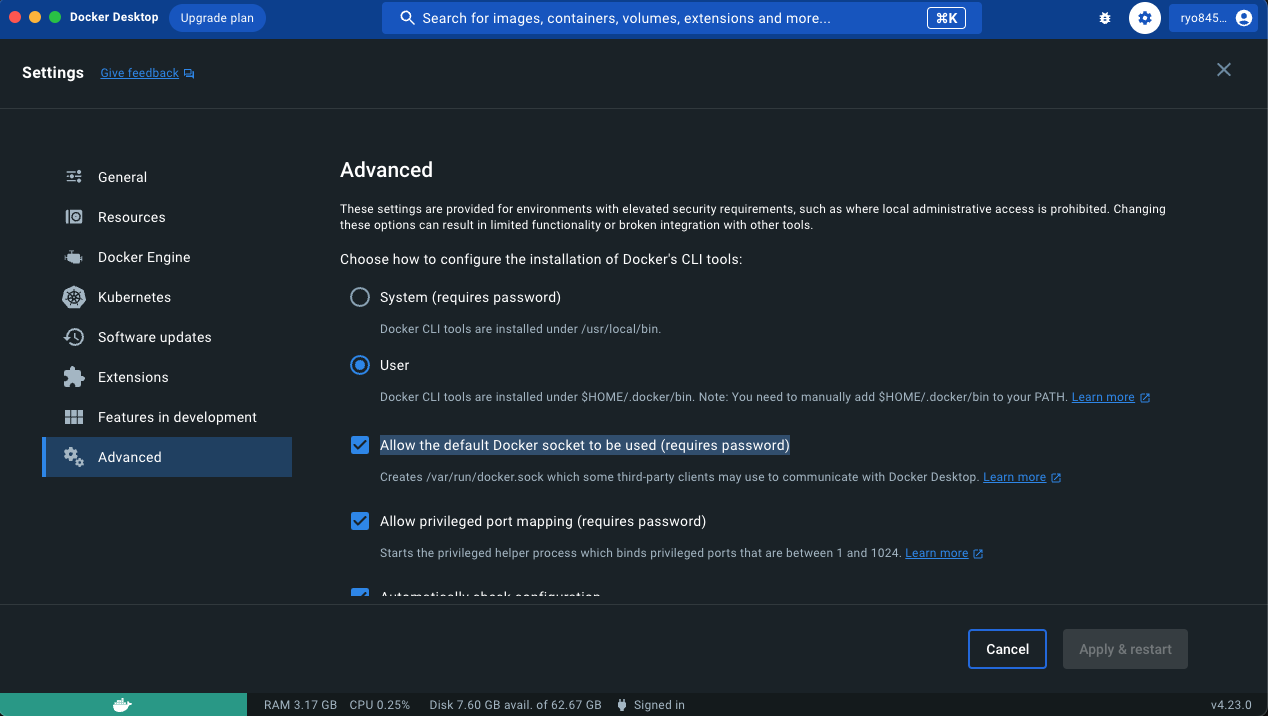 Docker Desktop
Upgrade plan
Search for images, containers, volumes, extensions and more...
⌘K
ryo845…
Settings
Give feedback
General
Resources
Docker Engine
Kubernetes
Software updates
Extensions
Features in development
Advanced
Advanced
These settings are provided for environments with elevated security requirements, such as where local administrative access is prohibited. Changing
these options can result in limited functionality or broken integration with other tools.
Choose how to configure the installation of Docker's CLI tools:
System (requires password)
Docker CLI tools are installed under /usr/local/bin.
User
Docker CLI tools are installed under $HOME/.docker/bin. Note: You need to manually add $HOME/.docker/bin to your PATH. Learn more
Allow the default Docker socket to be used (requires password)
Creates /var/run/docker.sock which some third-party clients may use to communicate with Docker Desktop. Learn more
Allow privileged port mapping (requires password)
Starts the privileged helper process which binds privileged ports that are between 1 and 1024. Learn more
Automatically check configuration
Cancel
Apply & restart
RAM 3.17 GB CPU 0.25% Disk 7.60 GB avail. of 62.67 GB Signed in
v4.23.0